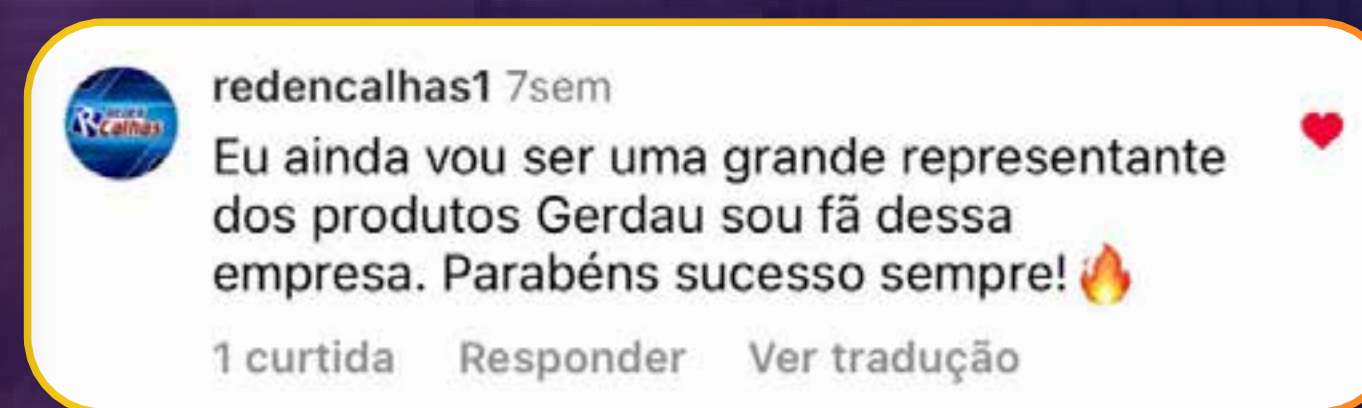 redencalhas1 7sem
Eu ainda vou ser uma grande representante
dos produtos Gerdau sou fã dessa
empresa. Parabéns sucesso sempre!🔥
1 curtida Responder Ver tradução
Calhas